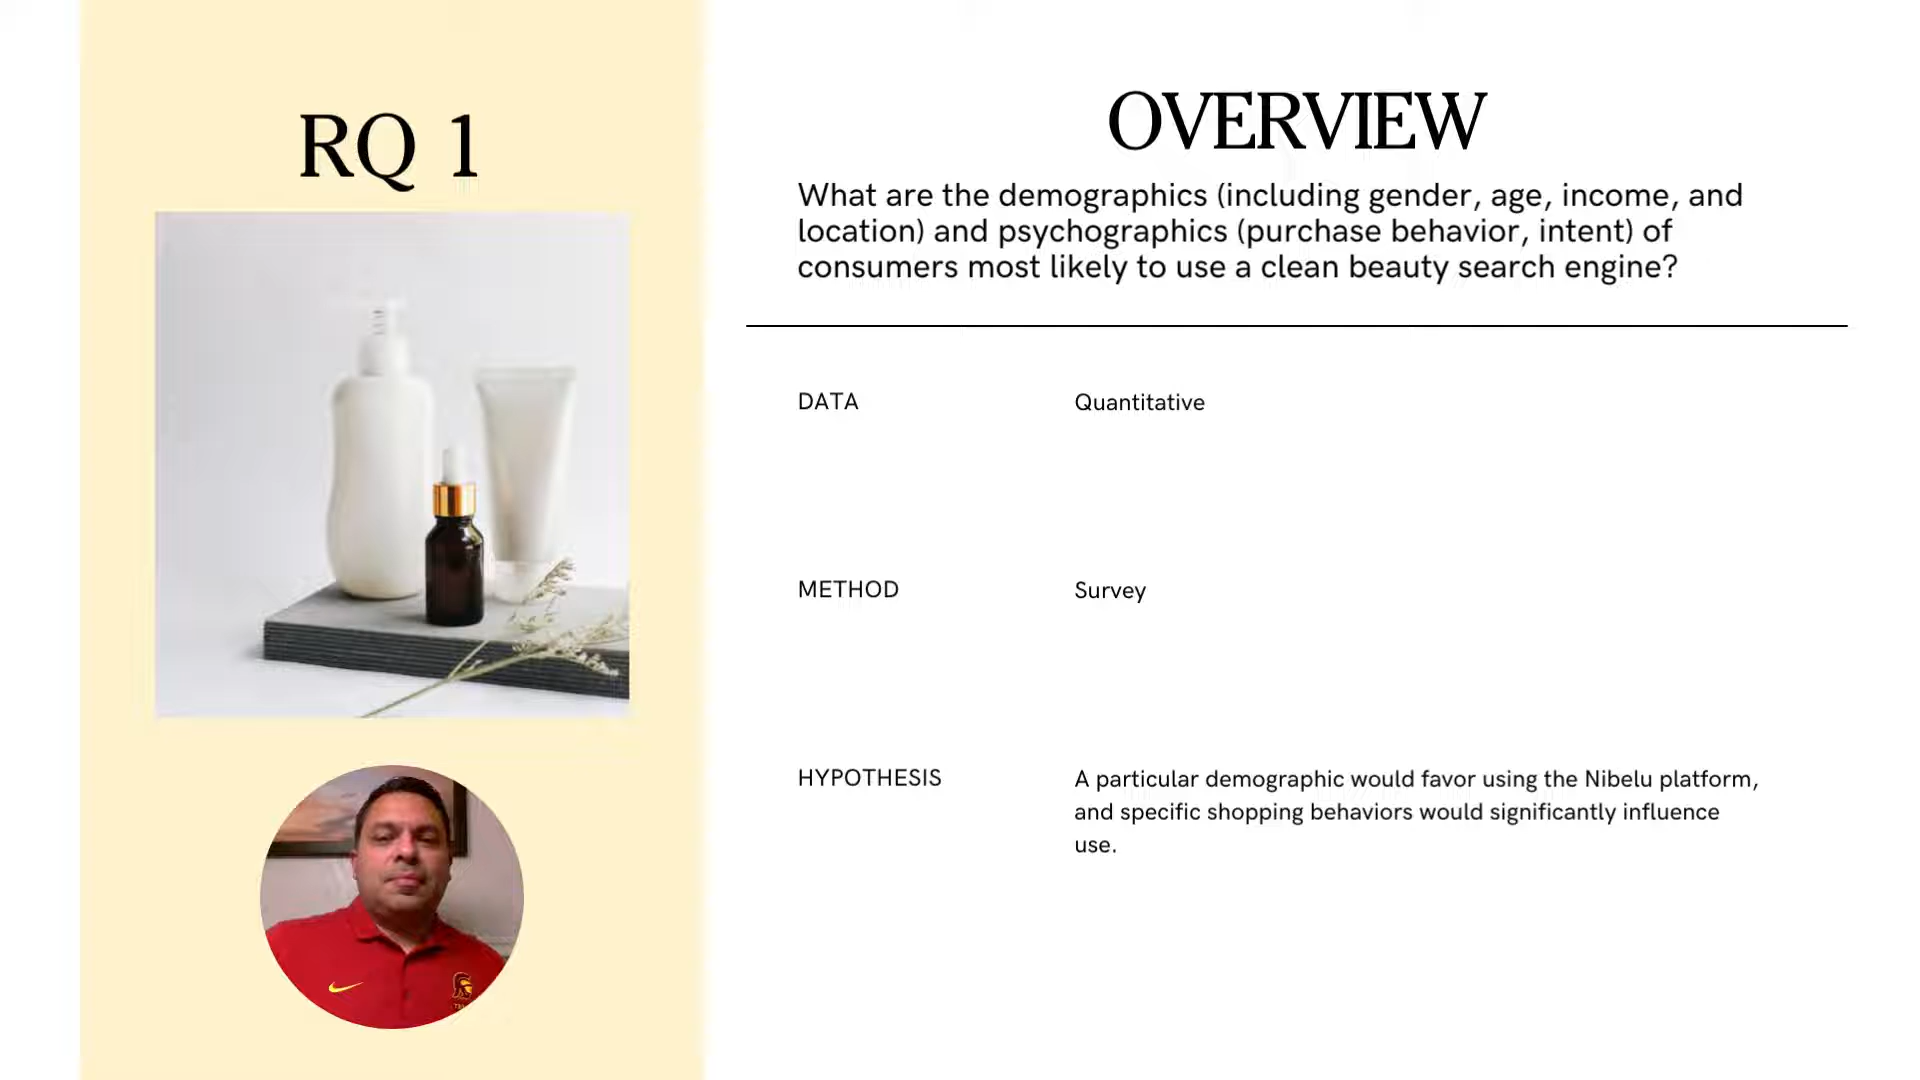 RQ 1
OVERVIEW
What are the demographics (including gender, age, income, and
location) and psychographics (purchase behavior, intent) of
consumers most likely to use a clean beauty search engine?
DATA
Quantitative
METHOD
Survey
HYPOTHESIS
A particular demographic would favor using the Nibelu platform,
and specific shopping behaviors would significantly influence
use.